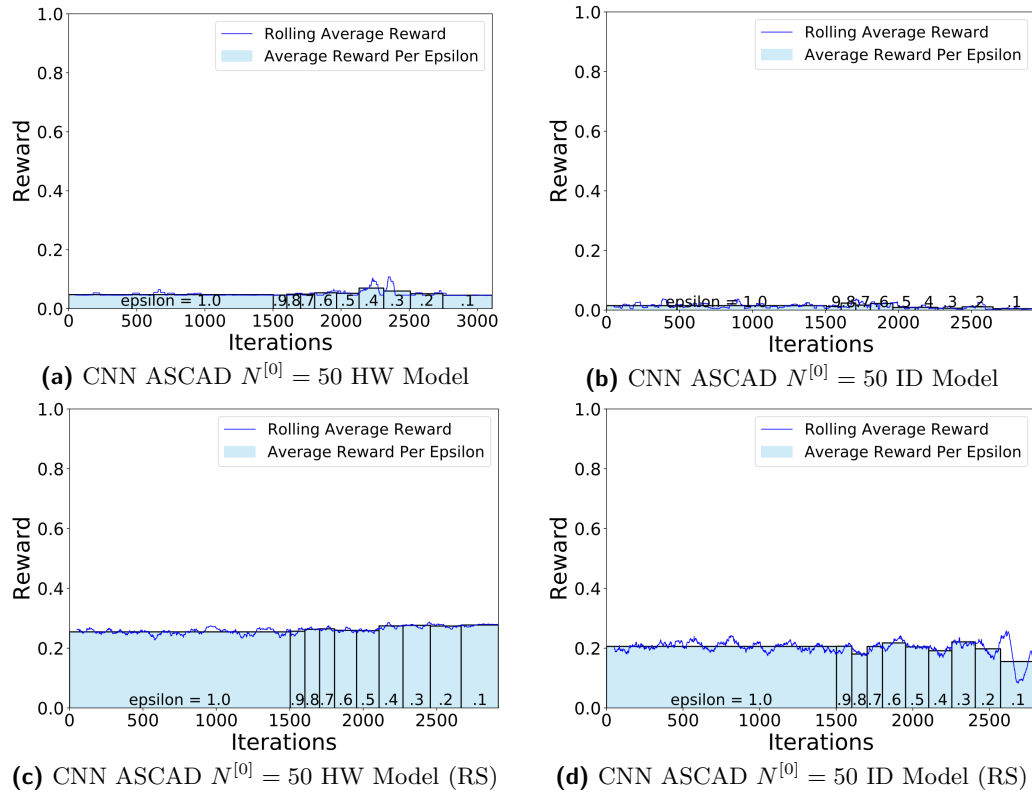 1.0
0.8
0.6
0.4
0.2
0.0
Reward
Rolling Average Reward
Average Reward Per Epsilon
epsilon = 1.0 .9 .8 .7 .6 .5 .4 .3 .2 .1
0 500 1000 1500 2000 2500 3000
Iterations
(a) CNN ASCAD N^[0] = 50 HW Model
1.0
0.8
0.6
0.4
0.2
0.0
Reward
Rolling Average Reward
Average Reward Per Epsilon
epsilon = 1.0 .9 .8 .7 .6 .05 .04 .03 .02 .01
0 500 1000 1500 2000 2500
Iterations
(b) CNN ASCAD N^[0] = 50 ID Model
1.0
0.8
0.6
0.4
0.2
0.0
Reward
Rolling Average Reward
Average Reward Per Epsilon
epsilon = 1.0 .9 .8 .7 .6 .5 .4 .3 .2 .1
0 500 1000 1500 2000 2500
Iterations
(c) CNN ASCAD N^[0] = 50 HW Model (RS)
1.0
0.8
0.6
0.4
0.2
0.0
Reward
Rolling Average Reward
Average Reward Per Epsilon
epsilon = 1.0 .9 .8 .7 .6 .5 .4 .3 .2 .1
0 500 1000 1500 2000 2500
Iterations
(d) CNN ASCAD N^[0] = 50 ID Model (RS)